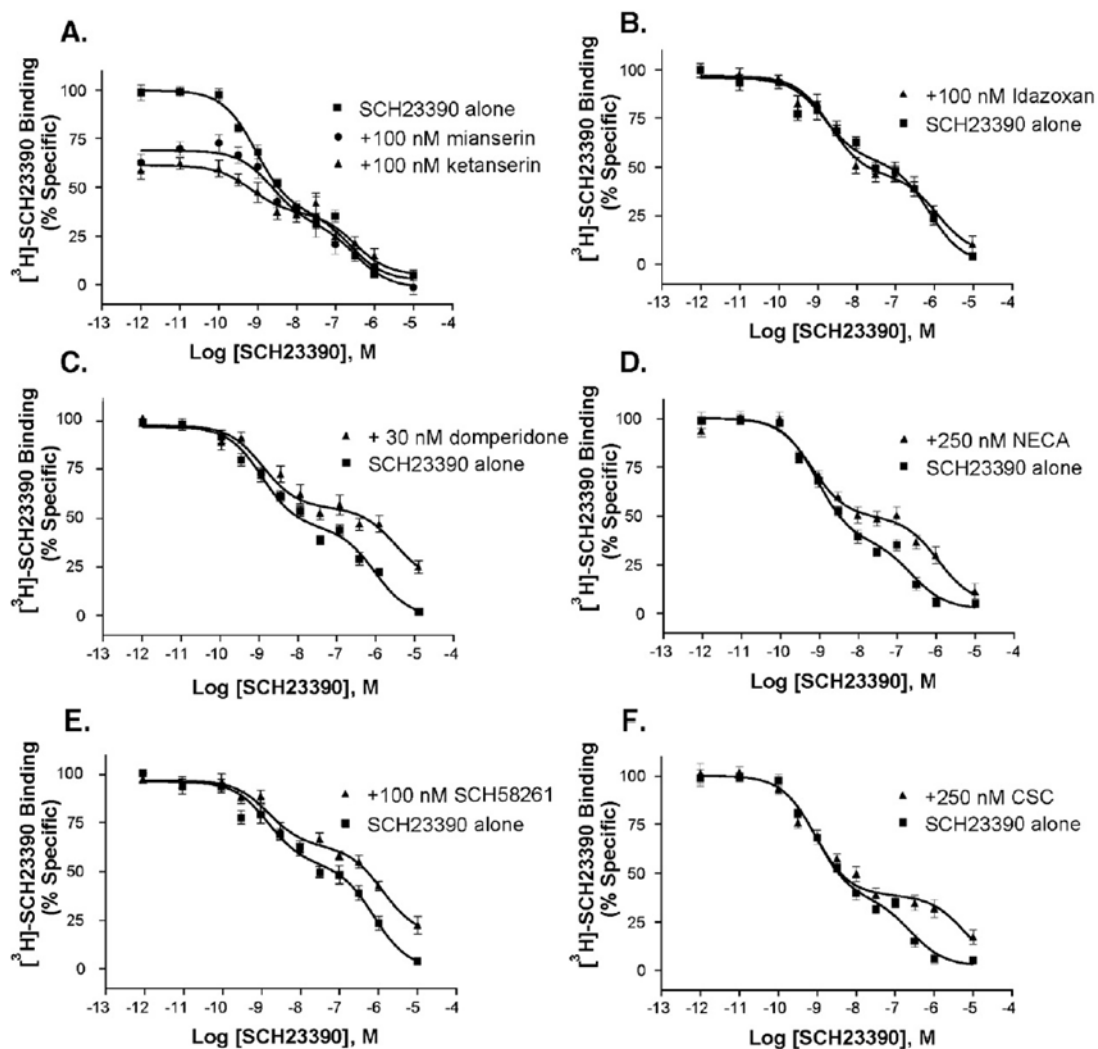 A.
[³H]-SCH23390 Binding
(% Specific)
100
75
50
25
0
SCH23390 alone
+100 nM mianserin
+100 nM ketanserin
-13 -12 -11 -10 -9 -8 -7 -6 -5 -4
Log [SCH23390], M
B.
[³H]-SCH23390 Binding
(% Specific)
100
75
50
25
0
+100 nM Idazoxan
SCH23390 alone
-13 -12 -11 -10 -9 -8 -7 -6 -5 -4
Log [SCH23390], M
C.
[³H]-SCH23390 Binding
(% Specific)
100
75
50
25
0
+ 30 nM domperidone
SCH23390 alone
-13 -12 -11 -10 -9 -8 -7 -6 -5 -4
Log [SCH23390], M
D.
[³H]-SCH23390 Binding
(% Specific)
100
75
50
25
0
+250 nM NECA
SCH23390 alone
-13 -12 -11 -10 -9 -8 -7 -6 -5 -4
Log [SCH23390], M
E.
[³H]-SCH23390 Binding
(% Specific)
100
75
50
25
0
+100 nM SCH58261
SCH23390 alone
-13 -12 -11 -10 -9 -8 -7 -6 -5 -4
Log [SCH23390], M
F.
[³H]-SCH23390 Binding
(% Specific)
100
75
50
25
0
+250 nM CSC
SCH23390 alone
-13 -12 -11 -10 -9 -8 -7 -6 -5 -4
Log [SCH23390], M